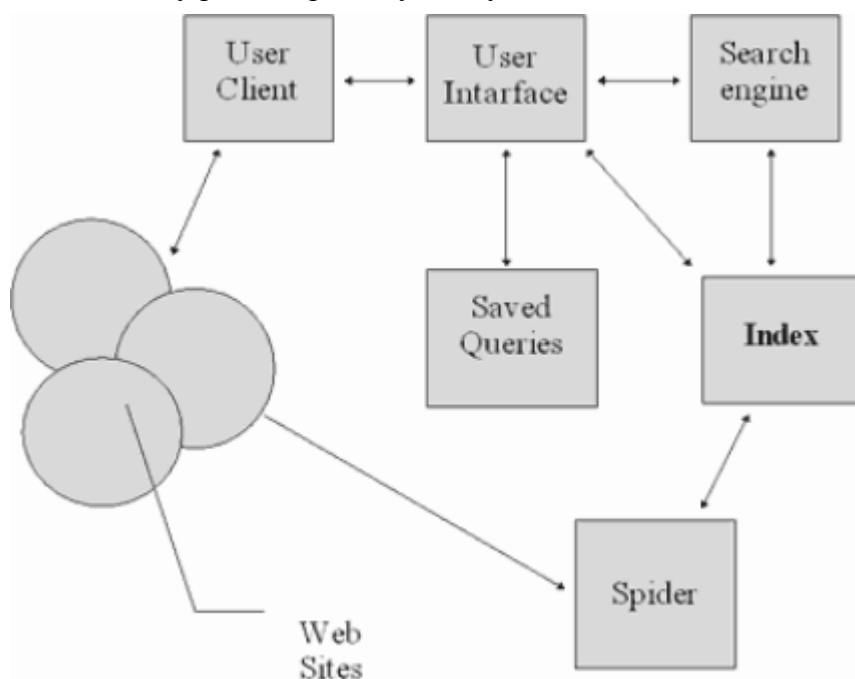 User
Client
User
Intarface
Search
engine
Saved
Queries
Index
Spider
Web
Sites